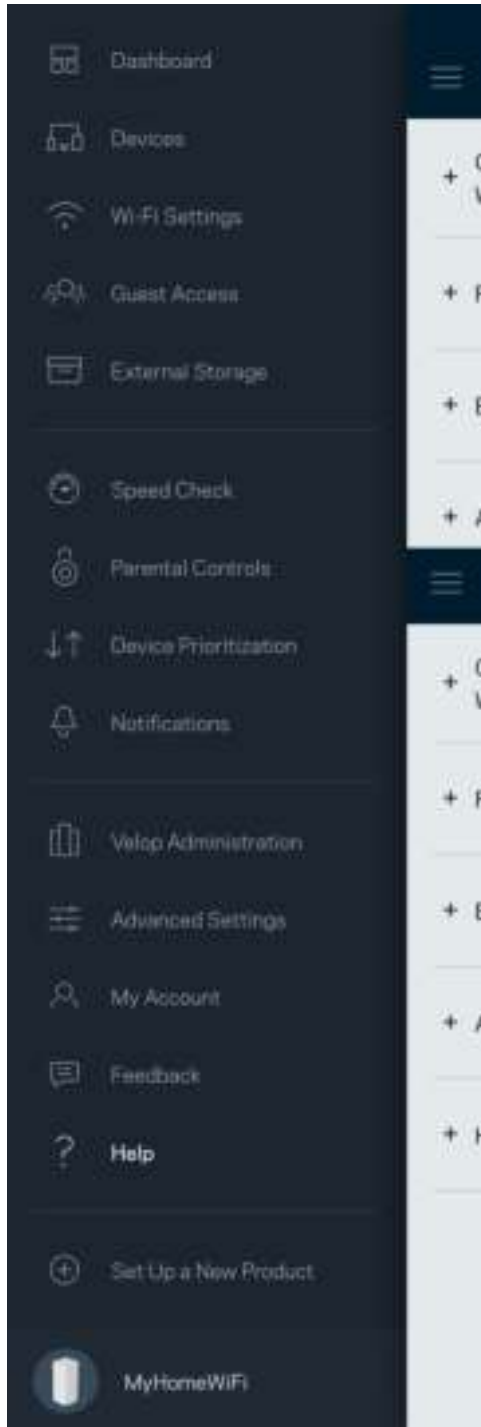 Dashboard
Devices
Wi-Fi Settings
Guest Access
External Storage
Speed Check
Parental Controls
Device Prioritization
Notifications
Velop Administration
Advanced Settings
My Account
Feedback
Help
Set Up a New Product
MyHomeWiFi